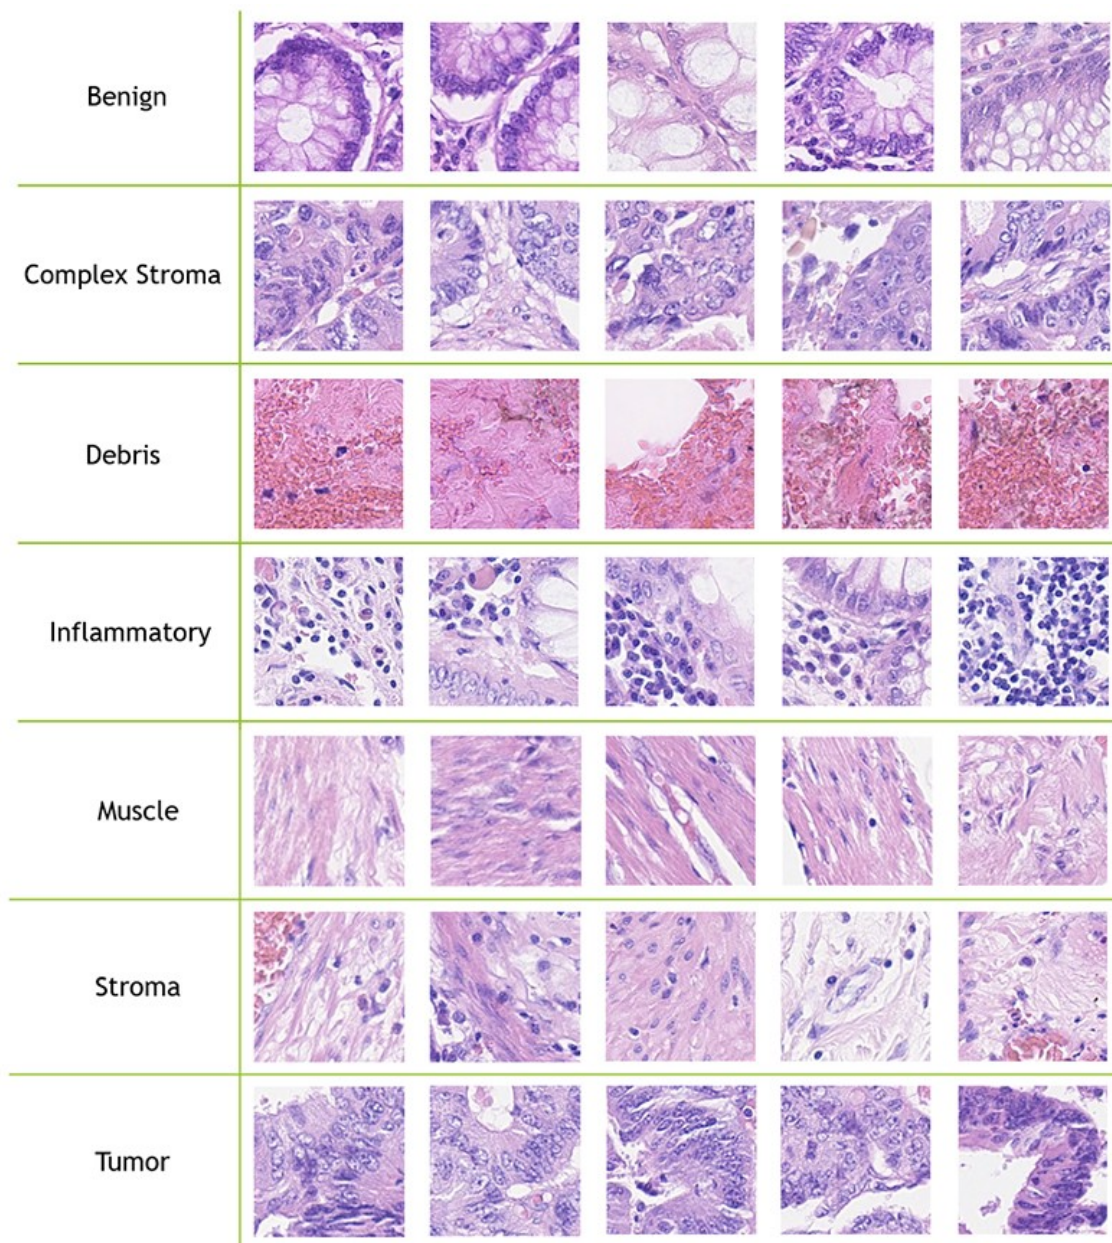 Benign
Complex Stroma
Debris
Inflammatory
Muscle
Stroma
Tumor